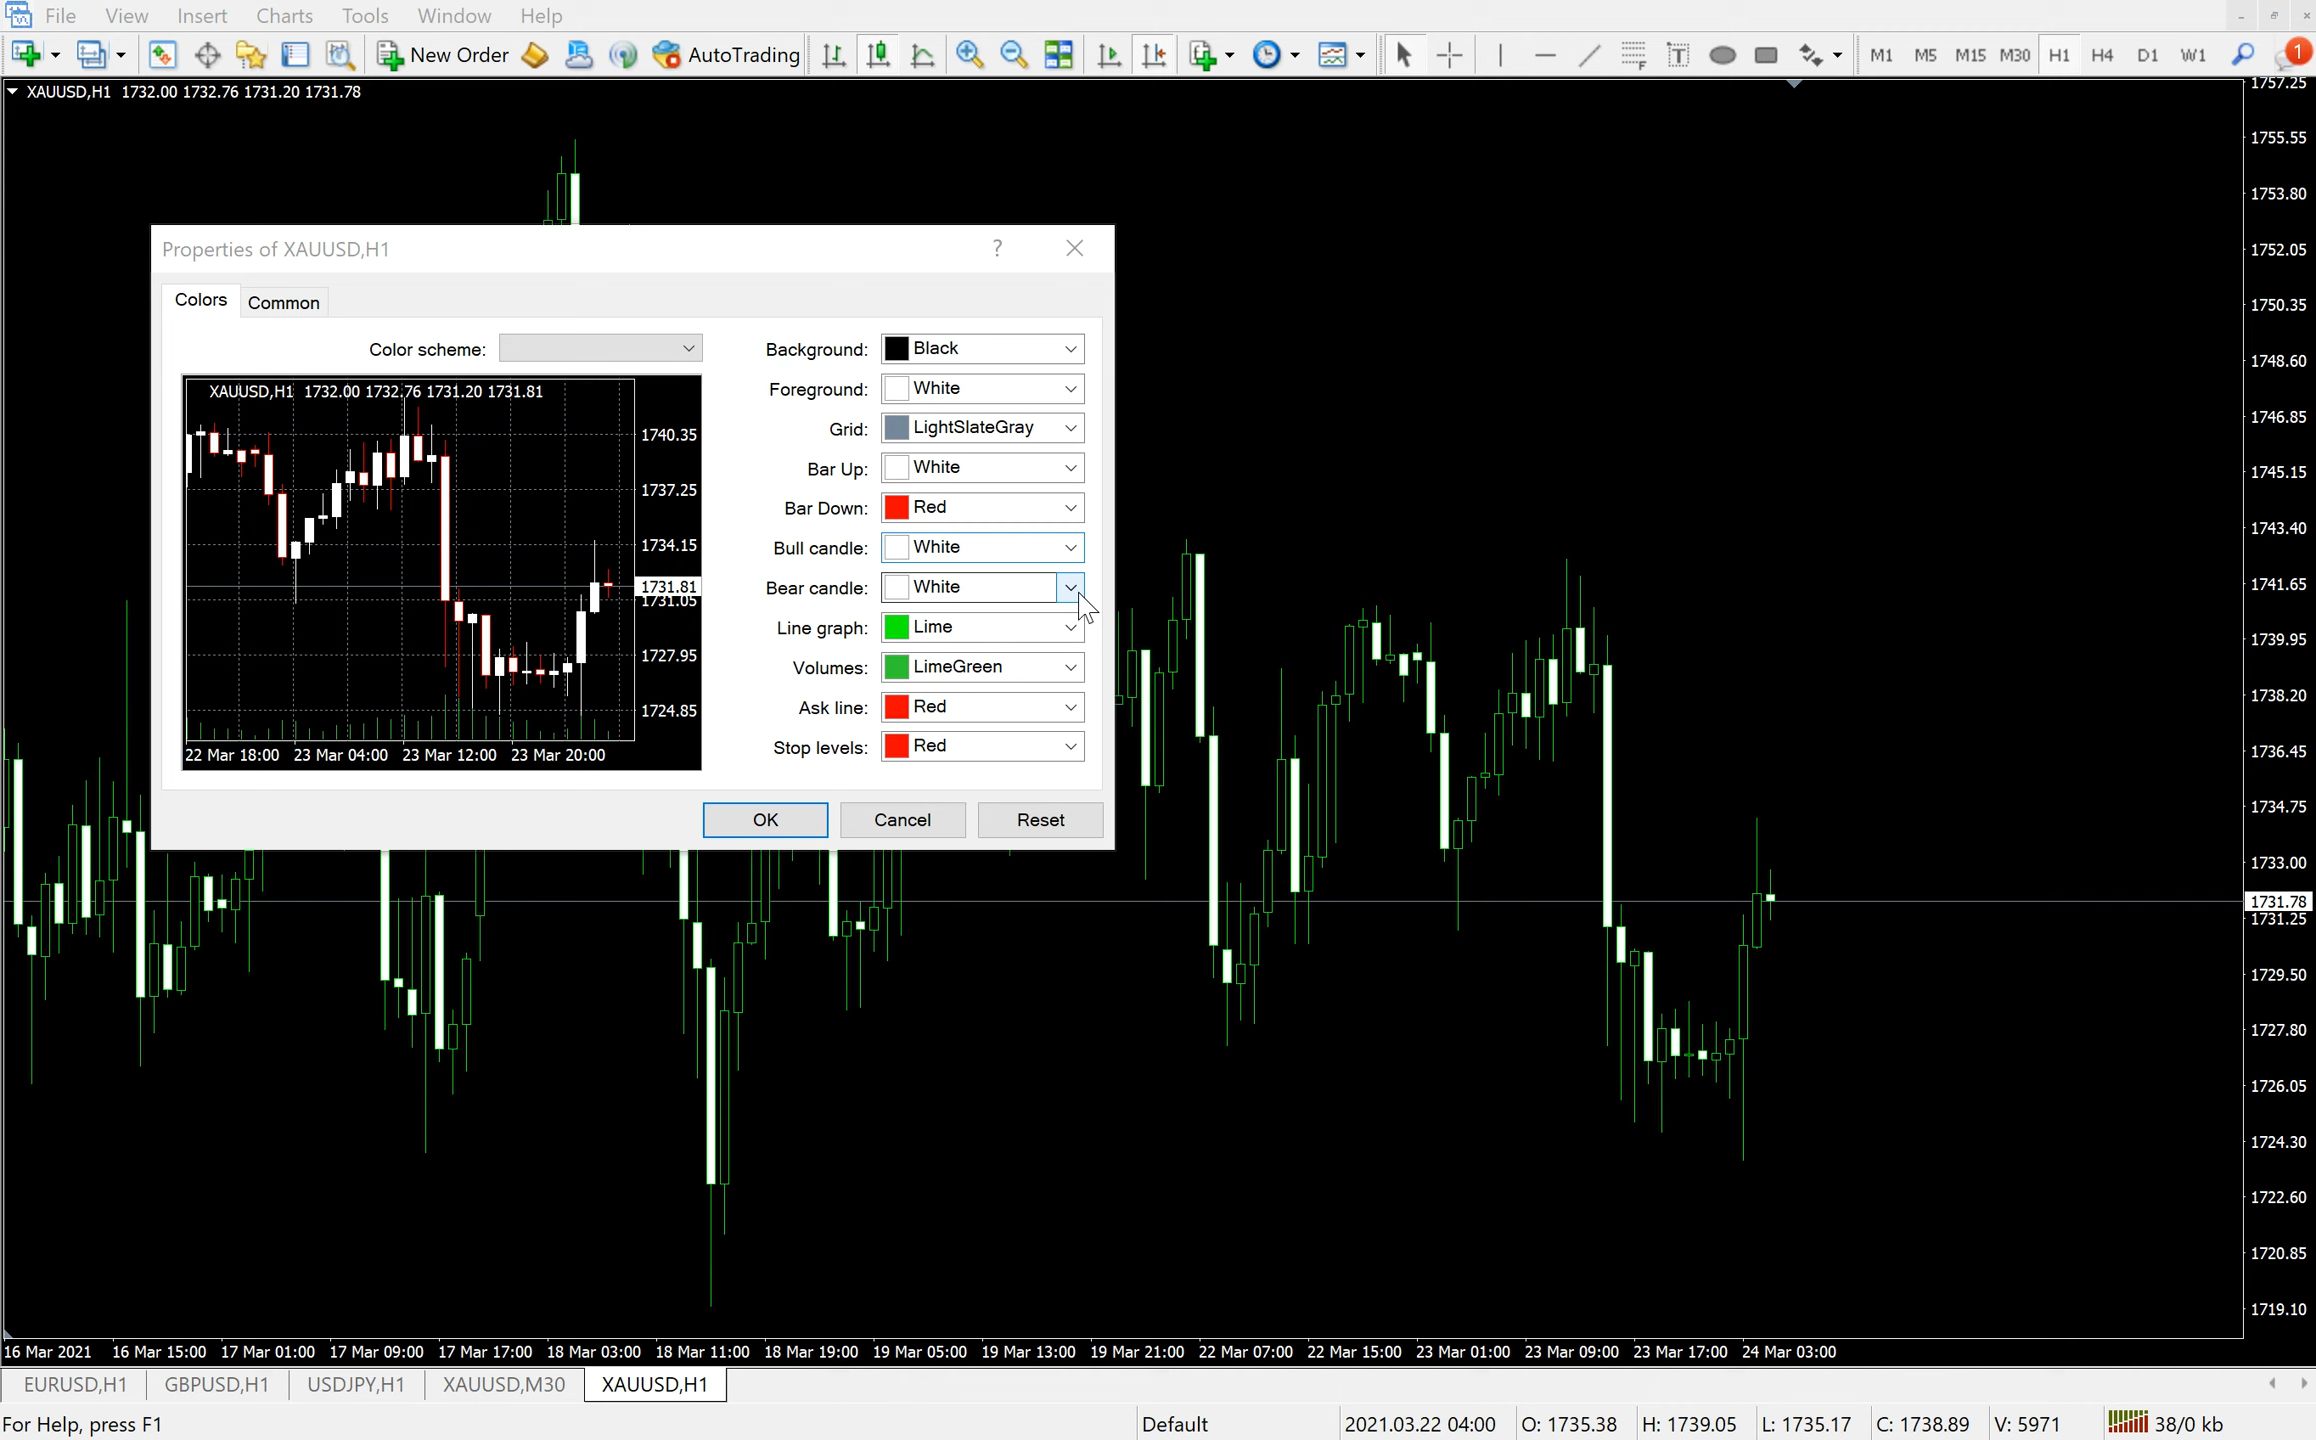 File View Insert Charts Tools Window Help
New Order AutoTrading M1 M5 M15 M30 H1 H4 D1 W1 1
XAUUSD,H1 1732.00 1732.76 1731.20 1731.78
Properties of XAUUSD,H1 ?
Colors Common
Color scheme:
XAUUSD,H1 1732.00 1732.76 1731.20 1731.81
1740.35
1737.25
1734.15
1731.81
1731.05
1727.95
1724.85
22 Mar 18:00 23 Mar 04:00 23 Mar 12:00 23 Mar 20:00
Background: Black
Foreground: White
Grid: LightSlateGray
Bar Up: White
Bar Down: Red
Bull candle: White
Bear candle: White
Line graph: Lime
Volumes: LimeGreen
Ask line: Red
Stop levels: Red
OK Cancel Reset
1757.25
1755.55
1753.80
1752.05
1750.35
1748.60
1746.85
1745.15
1743.40
1741.65
1739.95
1738.20
1736.45
1734.75
1733.00
1731.78
1731.25
1729.50
1727.80
1726.05
1724.30
1722.60
1720.85
1719.10
16 Mar 2021 16 Mar 15:00 17 Mar 01:00 17 Mar 09:00 17 Mar 17:00 18 Mar 03:00 18 Mar 11:00 18 Mar 19:00 19 Mar 05:00 19 Mar 13:00 19 Mar 21:00 22 Mar 07:00 22 Mar 15:00 23 Mar 01:00 23 Mar 09:00 23 Mar 17:00 24 Mar 03:00
EURUSD,H1 GBPUSD,H1 USDJPY,H1 XAUUSD,M30 XAUUSD,H1
For Help, press F1 Default 2021.03.22 04:00 O: 1735.38 H: 1739.05 L: 1735.17 C: 1738.89 V: 5971 38/0 kb